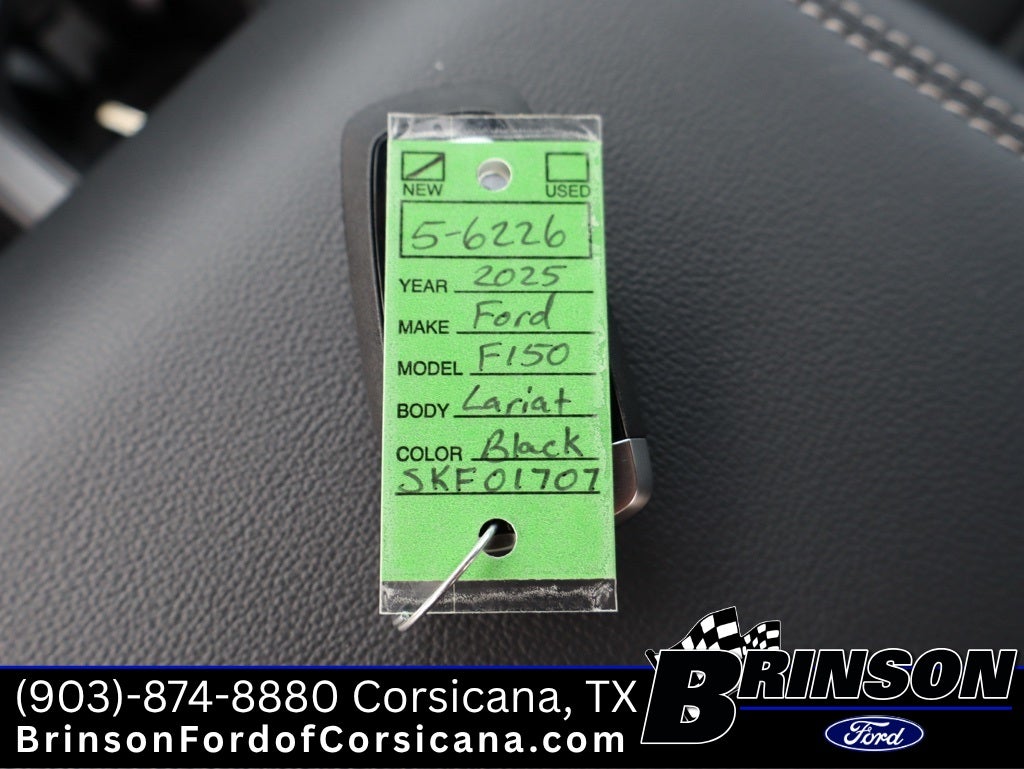 NEW USED
5-6226
YEAR 2025
MAKE Ford
MODEL F150
BODY Lariat
COLOR Black
SKF01707
(903)-874-8880 Corsicana, TX
BrinsonFordofCorsicana.com
BRINSON
Ford